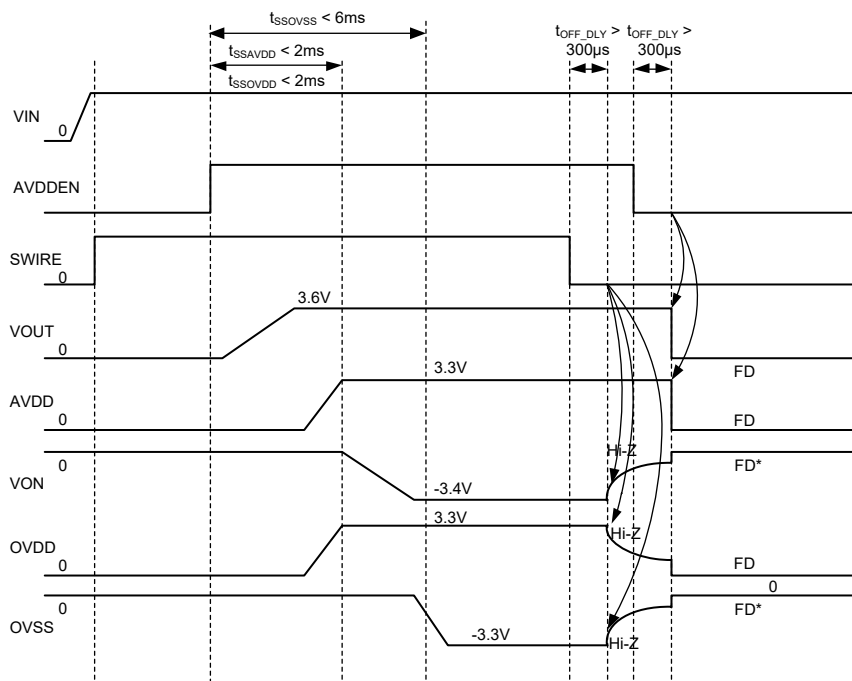 tSSOVSS < 6ms
tSSAVDD < 2ms
tSSOVDD < 2ms
tOFF_DLY > 300µs
tOFF_DLY > 300µs
VIN
0
AVDDEN
SWIRE
0
3.6V
VOUT
0
FD
3.3V
AVDD
0
FD
0
Hi-Z
VON
-3.4V
FD*
3.3V
Hi-Z
OVDD
0
FD
0
0
FD*
OVSS
-3.3V
Hi-Z